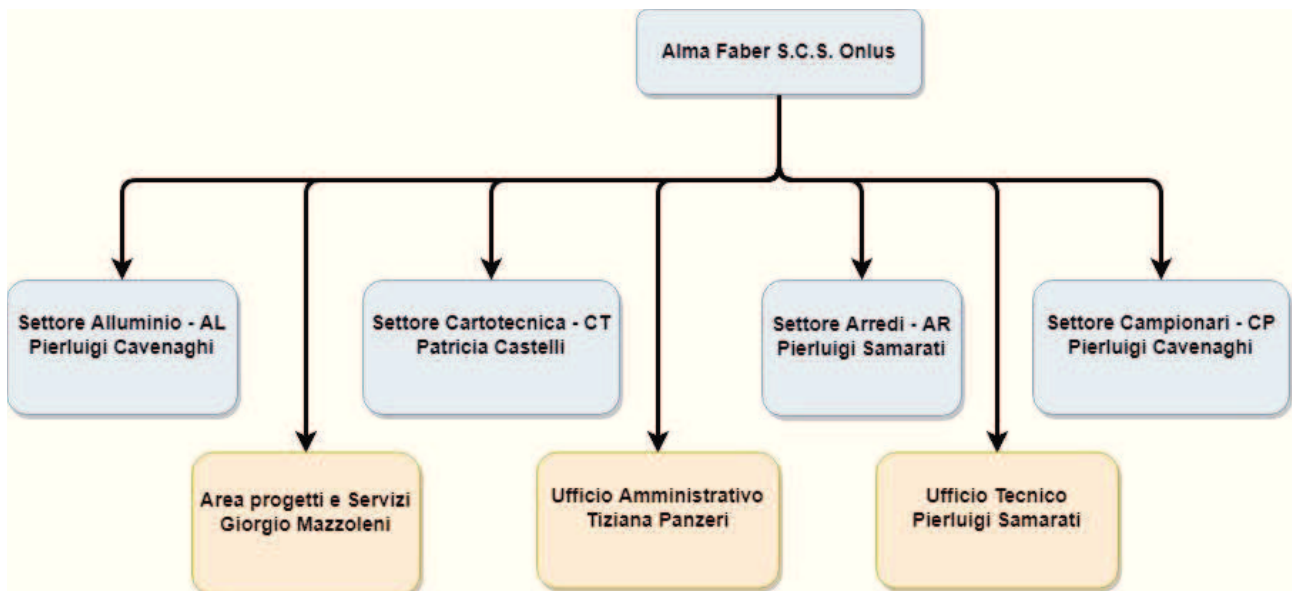 Alma Faber S.C.S. Onlus
Settore Alluminio - AL
Pierluigi Cavenaghi
Settore Cartotecnica - CT
Patricia Castelli
Settore Arredi - AR
Pierluigi Samarati
Settore Campionari - CP
Pierluigi Cavenaghi
Area progetti e Servizi
Giorgio Mazzoleni
Ufficio Amministrativo
Tiziana Panzeri
Ufficio Tecnico
Pierluigi Samarati